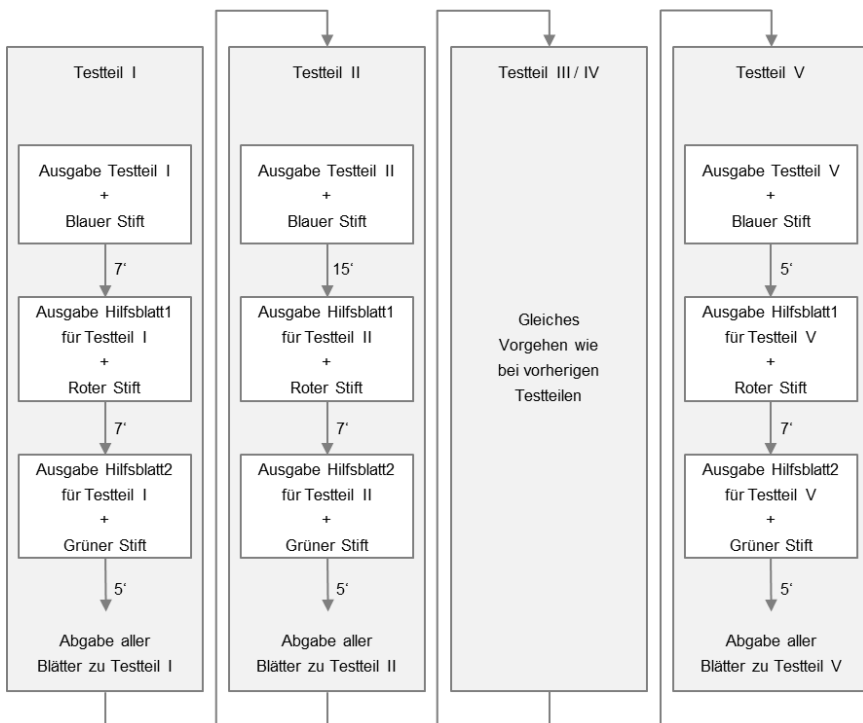 Testteil I
Ausgabe Testteil I
+
Blauer Stift
7‘
Ausgabe Hilfsblatt1
für Testteil I
+
Roter Stift
7‘
Ausgabe Hilfsblatt2
für Testteil I
+
Grüner Stift
5‘
Abgabe aller
Blätter zu Testteil I
Testteil II
Ausgabe Testteil II
+
Blauer Stift
15‘
Ausgabe Hilfsblatt1
für Testteil II
+
Roter Stift
7‘
Ausgabe Hilfsblatt2
für Testteil II
+
Grüner Stift
5‘
Abgabe aller
Blätter zu Testteil II
Testteil III / IV
Gleiches
Vorgehen wie
bei vorherigen
Testteilen
Testteil V
Ausgabe Testteil V
+
Blauer Stift
5‘
Ausgabe Hilfsblatt1
für Testteil V
+
Roter Stift
7‘
Ausgabe Hilfsblatt2
für Testteil V
+
Grüner Stift
5‘
Abgabe aller
Blätter zu Testteil V